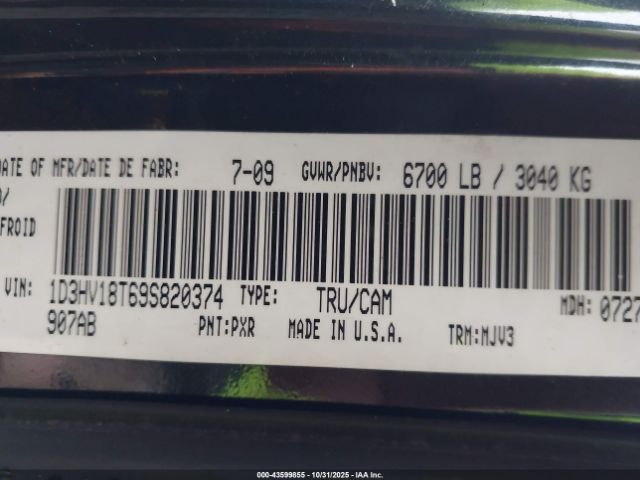 DATE OF MFR/DATE DE FABR: 7-09 GVWR/PNBV: 6700 LB / 3040 KG
FROID
VIN: 1D3HV18T69S820374 TYPE: TRU/CAM MDH: 0727
907AB PNT:PXR MADE IN U.S.A. TRM:MJV3
000-43599855 - 10/31/2025 - IAA Inc.